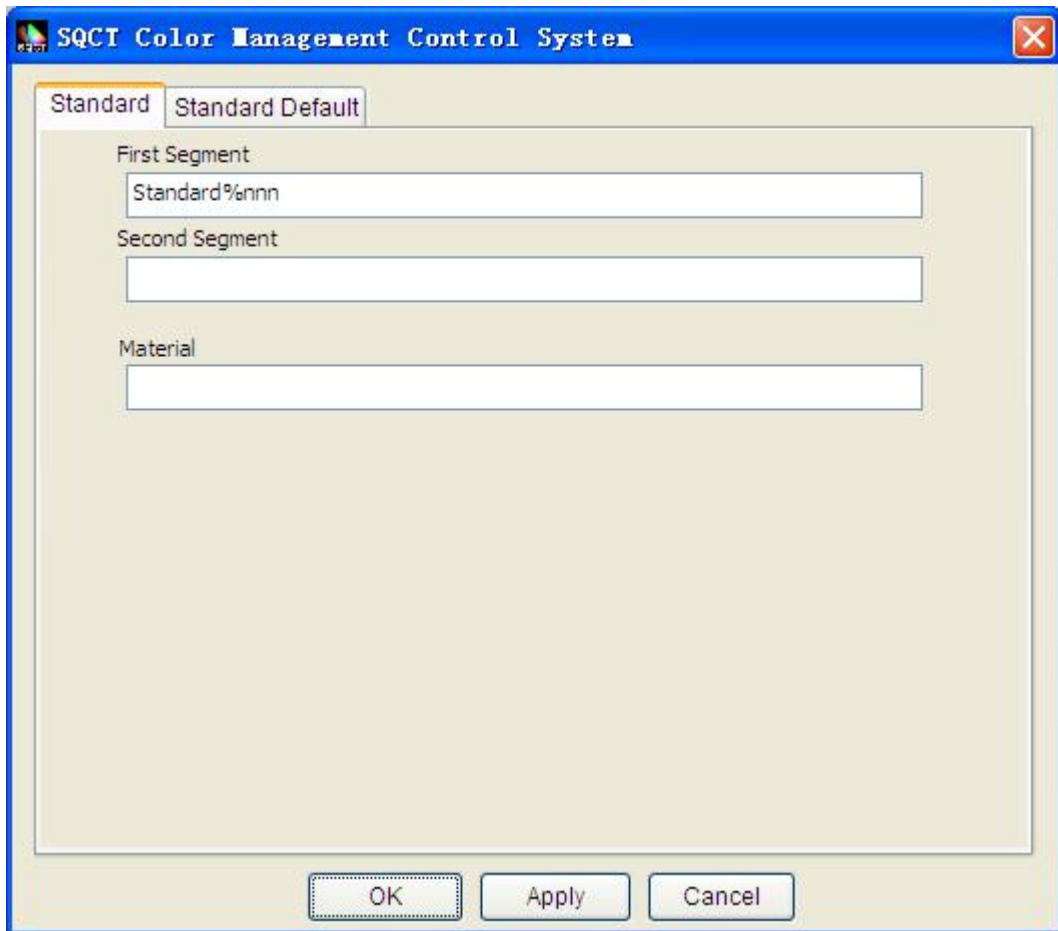 SQCT Color Management Control System
Standard
Standard Default
First Segment
Standard%nnn
Second Segment
Material
OK
Apply
Cancel